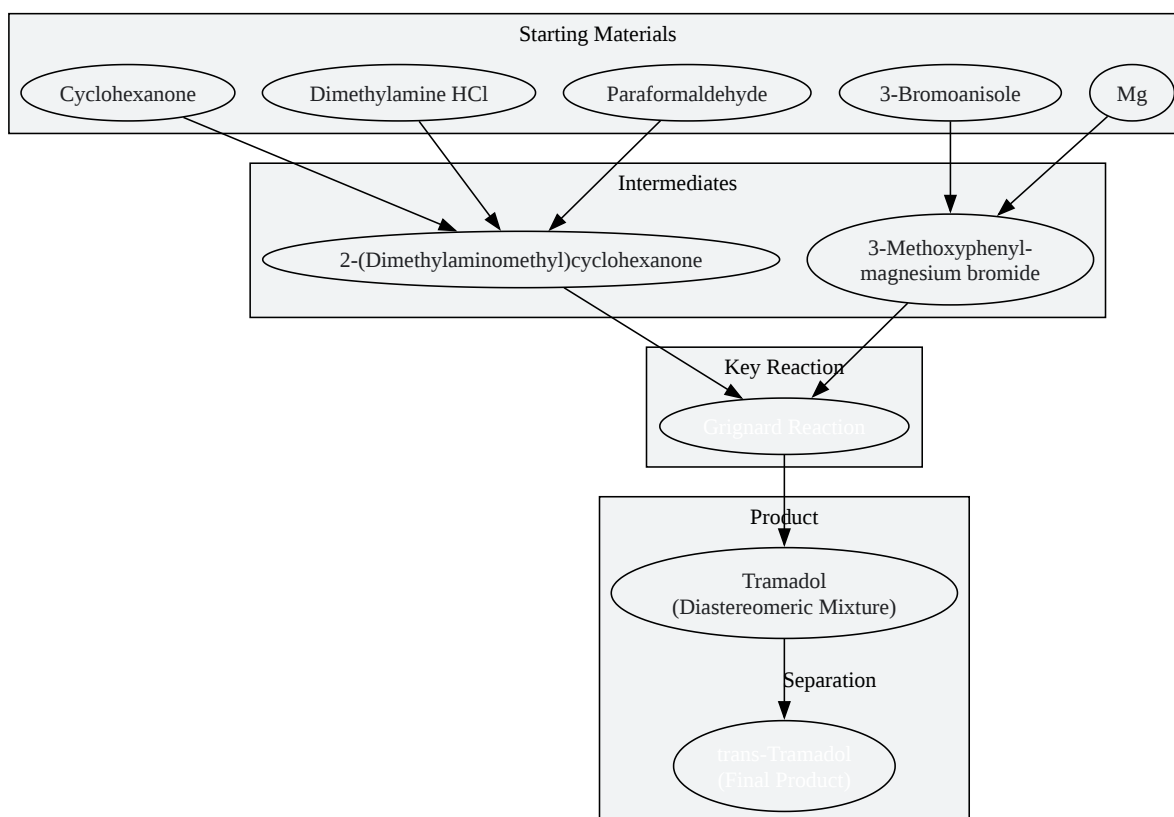 Starting Materials
Cyclohexanone
Dimethylamine HCl
Paraformaldehyde
3-Bromoanisole
Mg
Intermediates
2-(Dimethylaminomethyl)cyclohexanone
3-Methoxyphenyl-
magnesium bromide
Key Reaction
Grignard Reaction
Product
Tramadol
(Diastereomeric Mixture)
Separation
trans-Tramadol
(Final Product)